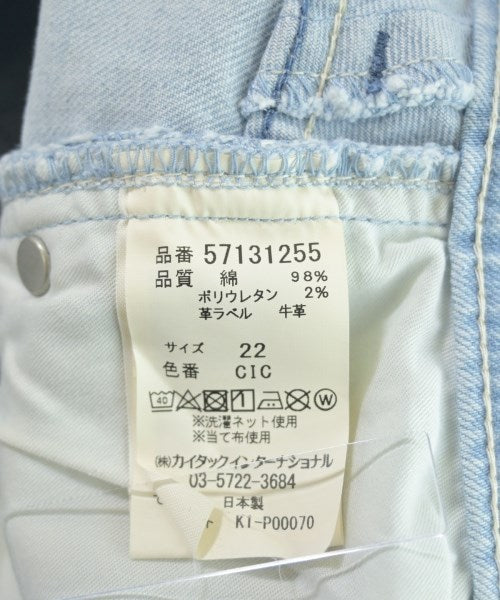 品番 57131255
品質 綿 98%
ポリウレタン 2%
革ラベル 牛革
サイズ 22
色番 CIC
40 W
※洗濯ネット使用
※当て布使用
(株)カイタックインターナショナル
03-5722-3684
日本製
KT-P00070